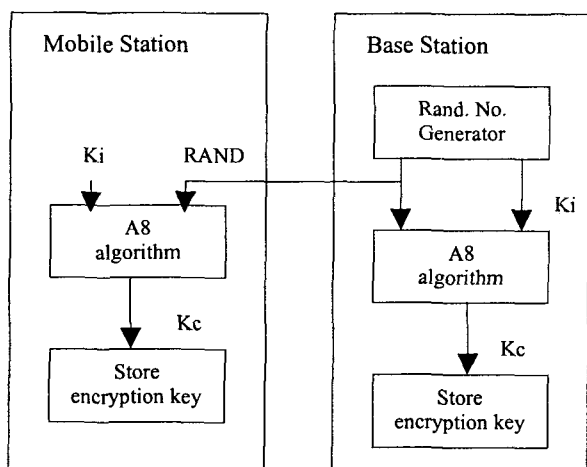 Mobile Station
Ki
RAND
A8
algorithm
Kc
Store
encryption key
Base Station
Rand. No.
Generator
Ki
A8
algorithm
Kc
Store
encryption key